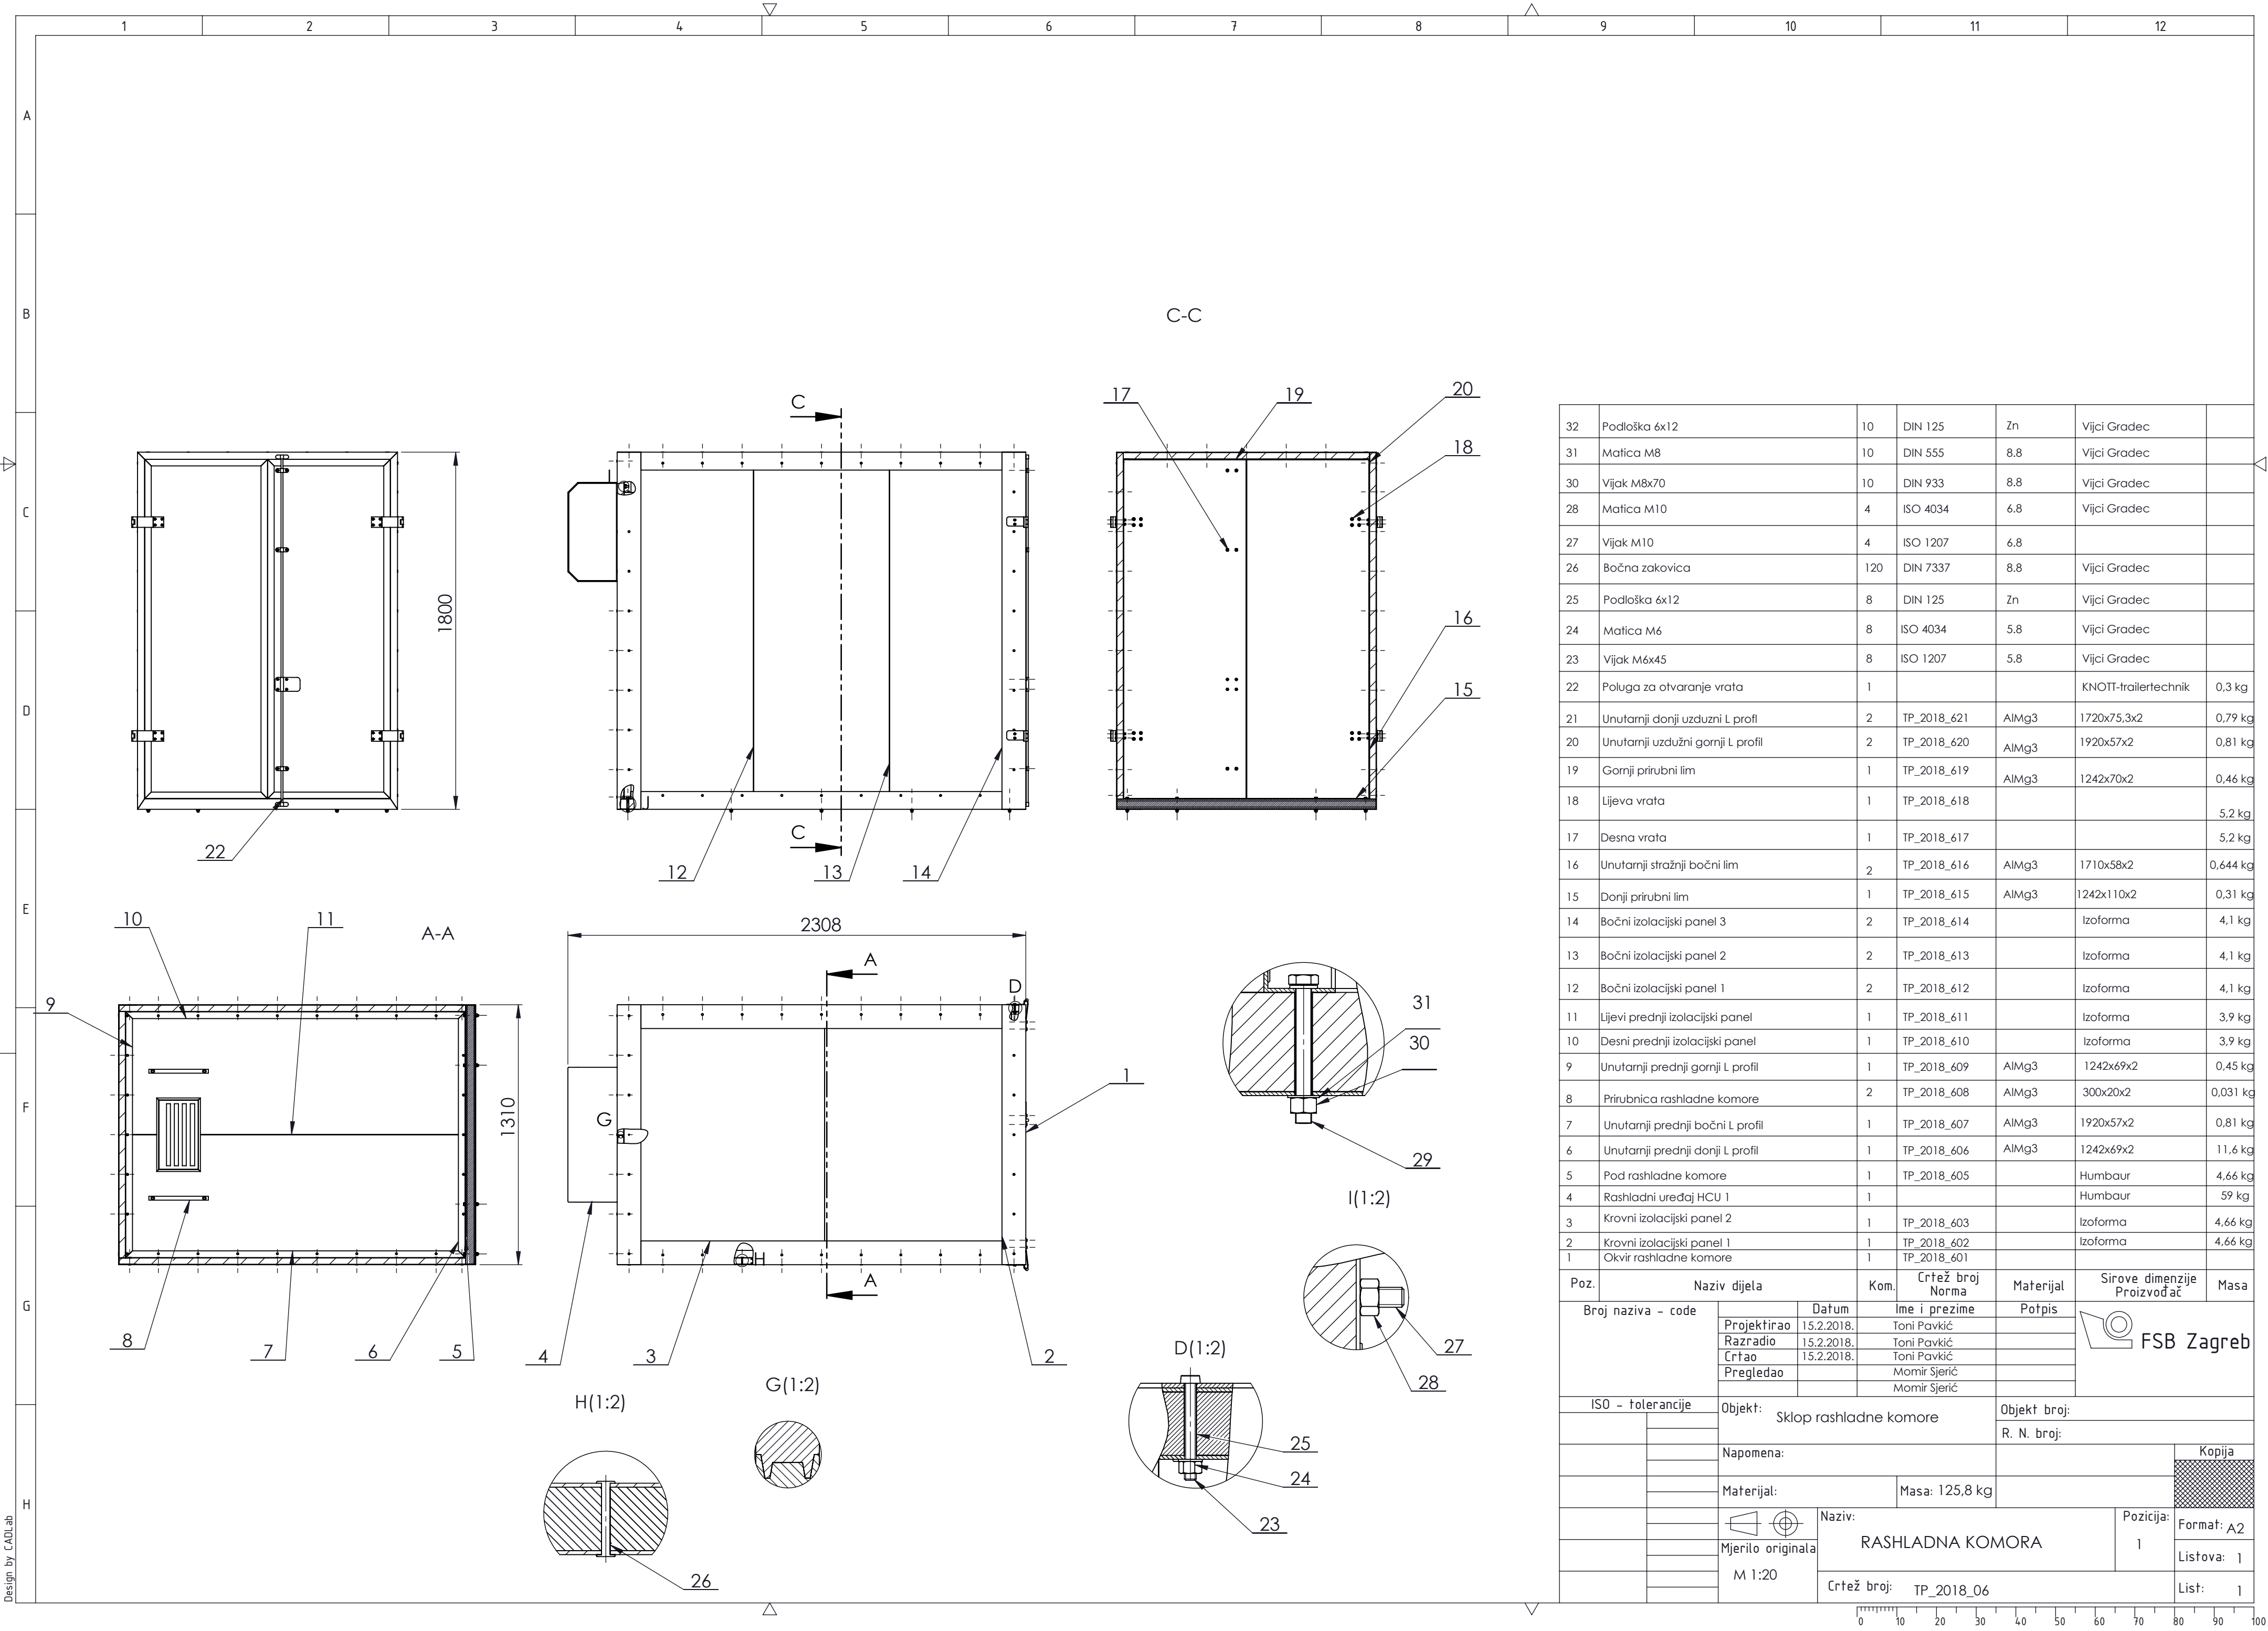 1 2 3 4 5 6 7 8 9 10 11 12
A
B
C
D
E
F
G
H
Design by CADLab
C-C
17
19
20
18
16
15
C
C
I
J
1800
22
12
13
14
10
11
A-A
9
1310
8
7
6
5
2308
A
A
D
G
H
1
4
3
2
31
30
29
I(1:2)
27
28
D(1:2)
25
24
23
G(1:2)
H(1:2)
26
32 Podloška 6x12 10 DIN 125 Zn Vijci Gradec
31 Matica M8 10 DIN 555 8.8 Vijci Gradec
30 Vijak M8x70 10 DIN 933 8.8 Vijci Gradec
28 Matica M10 4 ISO 4034 6.8 Vijci Gradec
27 Vijak M10 4 ISO 1207 6.8
26 Bočna zakovica 120 DIN 7337 8.8 Vijci Gradec
25 Podloška 6x12 8 DIN 125 Zn Vijci Gradec
24 Matica M6 8 ISO 4034 5.8 Vijci Gradec
23 Vijak M6x45 8 ISO 1207 5.8 Vijci Gradec
22 Poluga za otvaranje vrata 1 KNOTT-trailertechnik 0,3 kg
21 Unutarnji donji uzduzni L profl 2 TP_2018_621 AlMg3 1720x75,3x2 0,79 kg
20 Unutarnji uzdužni gornji L profil 2 TP_2018_620 AlMg3 1920x57x2 0,81 kg
19 Gornji prirubni lim 1 TP_2018_619 AlMg3 1242x70x2 0,46 kg
18 Lijeva vrata 1 TP_2018_618 5,2 kg
17 Desna vrata 1 TP_2018_617 5,2 kg
16 Unutarnji stražnji bočni lim 2 TP_2018_616 AlMg3 1710x58x2 0,644 kg
15 Donji prirubni lim 1 TP_2018_615 AlMg3 1242x110x2 0,31 kg
14 Bočni izolacijski panel 3 2 TP_2018_614 Izoforma 4,1 kg
13 Bočni izolacijski panel 2 2 TP_2018_613 Izoforma 4,1 kg
12 Bočni izolacijski panel 1 2 TP_2018_612 Izoforma 4,1 kg
11 Lijevi prednji izolacijski panel 1 TP_2018_611 Izoforma 3,9 kg
10 Desni prednji izolacijski panel 1 TP_2018_610 Izoforma 3,9 kg
9 Unutarnji prednji gornji L profil 1 TP_2018_609 AlMg3 1242x69x2 0,45 kg
8 Prirubnica rashladne komore 2 TP_2018_608 AlMg3 300x20x2 0,031 kg
7 Unutarnji prednji bočni L profil 1 TP_2018_607 AlMg3 1920x57x2 0,81 kg
6 Unutarnji prednji donji L profil 1 TP_2018_606 AlMg3 1242x69x2 11,6 kg
5 Pod rashladne komore 1 TP_2018_605 Humbaur 4,66 kg
4 Rashladni uređaj HCU 1 1 Humbaur 59 kg
3 Krovni izolacijski panel 2 1 TP_2018_603 Izoforma 4,66 kg
2 Krovni izolacijski panel 1 1 TP_2018_602 Izoforma 4,66 kg
1 Okvir rashladne komore 1 TP_2018_601
Poz. Naziv dijela Kom. Crtež broj Norma Materijal Sirove dimenzije Proizvođač Masa
Broj naziva - code Datum Ime i prezime Potpis
Projektirao 15.2.2018. Toni Pavkić
Razradio 15.2.2018. Toni Pavkić
Crtao 15.2.2018. Toni Pavkić
Pregledao Momir Sjerić
Momir Sjerić
FSB Zagreb
ISO - tolerancije
Objekt: Sklop rashladne komore
Objekt broj:
R. N. broj:
Napomena:
Kopija
Materijal:
Masa: 125,8 kg
Naziv: RASHLADNA KOMORA
Pozicija: 1
Format: A2
Mjerilo originala
M 1:20
Listova: 1
Crtež broj: TP_2018_06
List: 1
0 10 20 30 40 50 60 70 80 90 100